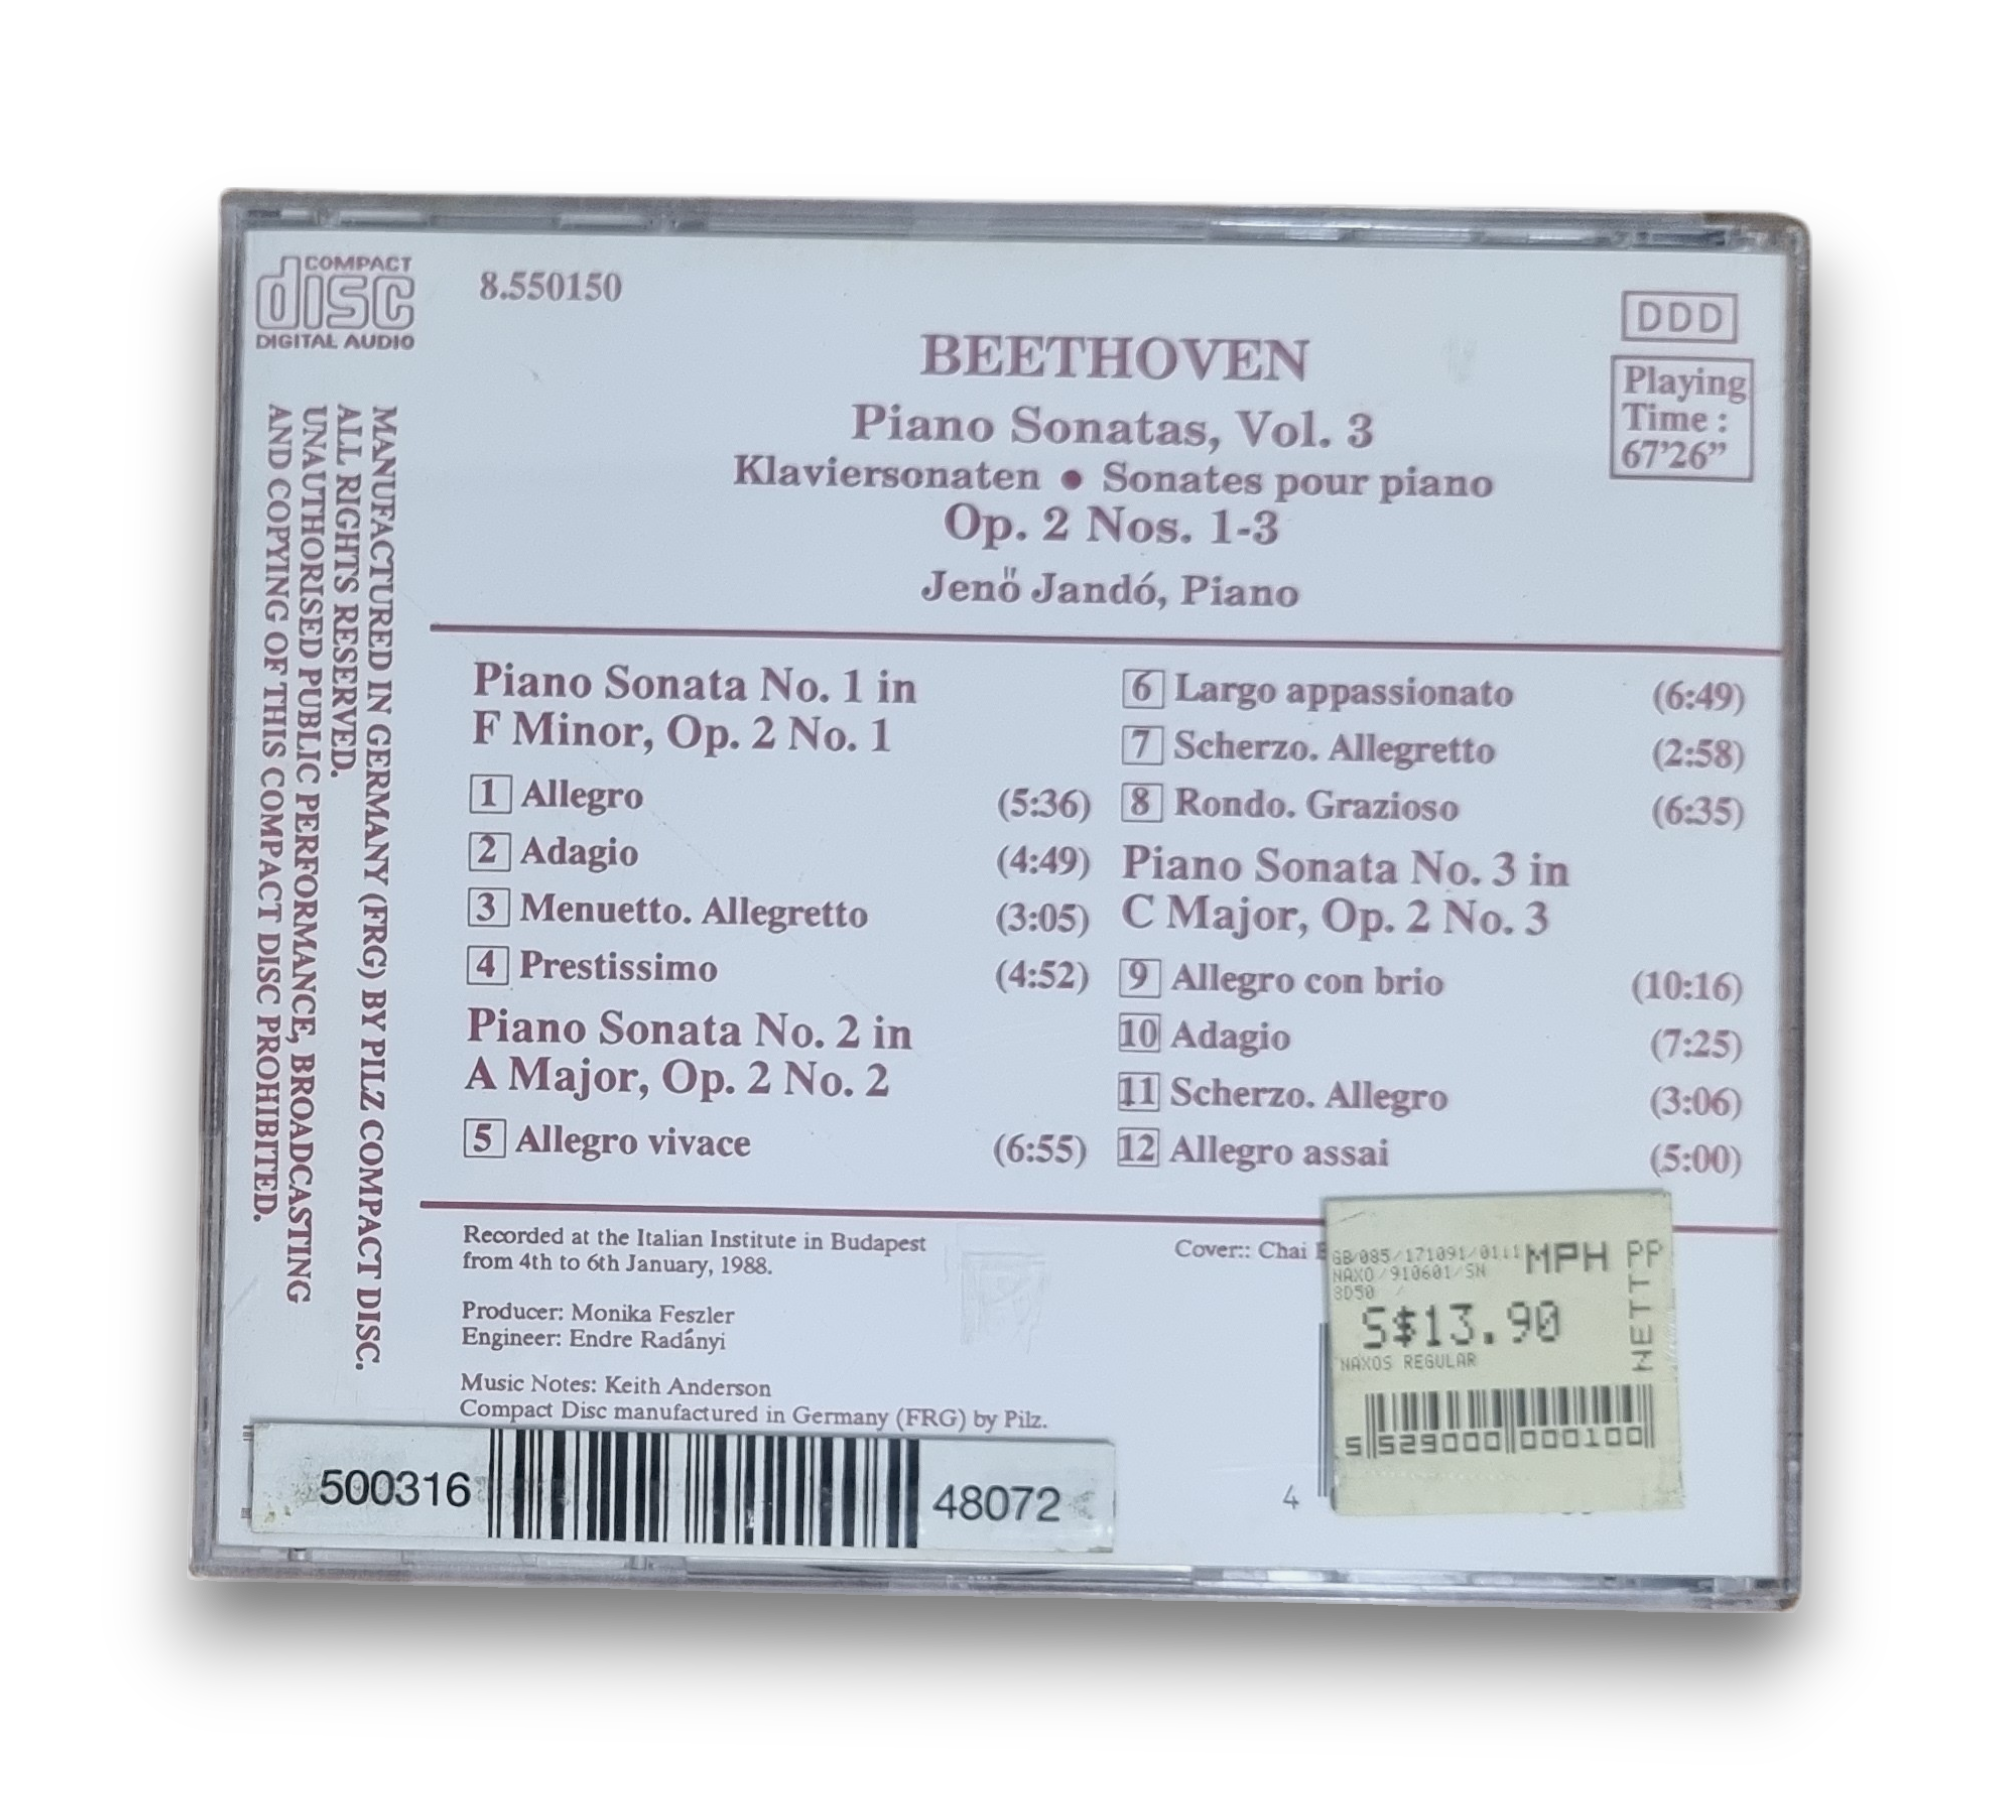 COMPACT
disc
DIGITAL AUDIO
8.550150
DDD
Playing
Time :
67’26”
BEETHOVEN
Piano Sonatas, Vol. 3
Klaviersonaten • Sonates pour piano
Op. 2 Nos. 1-3
Jenő Jandó, Piano
MANUFACTURED IN GERMANY (FRG) BY PILZ COMPACT DISC.
ALL RIGHTS RESERVED.
UNAUTHORISED PUBLIC PERFORMANCE, BROADCASTING
AND COPYING OF THIS COMPACT DISC PROHIBITED.
Piano Sonata No. 1 in
F Minor, Op. 2 No. 1
1 Allegro (5:36)
2 Adagio (4:49)
3 Menuetto. Allegretto (3:05)
4 Prestissimo (4:52)
Piano Sonata No. 2 in
A Major, Op. 2 No. 2
5 Allegro vivace (6:55)
6 Largo appassionato (6:49)
7 Scherzo. Allegretto (2:58)
8 Rondo. Grazioso (6:35)
Piano Sonata No. 3 in
C Major, Op. 2 No. 3
9 Allegro con brio (10:16)
10 Adagio (7:25)
11 Scherzo. Allegro (3:06)
12 Allegro assai (5:00)
Recorded at the Italian Institute in Budapest
from 4th to 6th January, 1988.
Producer: Monika Feszler
Engineer: Endre Radányi
Music Notes: Keith Anderson
Compact Disc manufactured in Germany (FRG) by Pilz.
Cover:: Chai
MPH PP
NETT
NAXO/910601/SN
S$13.90
NAXOS REGULAR
5 529000 000100
500316 48072
4